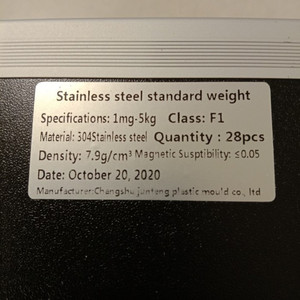 Stainless steel standard weight
Specifications: 1mg-5kg Class: F1
Material: 304Stainless steel Quantity : 28pcs
Density: 7.9g/cm³ Magnetic Susptibility: ≤0.05
Date: October 20, 2020
Manufacturer:Changshu junteng plastic mould co., ltd